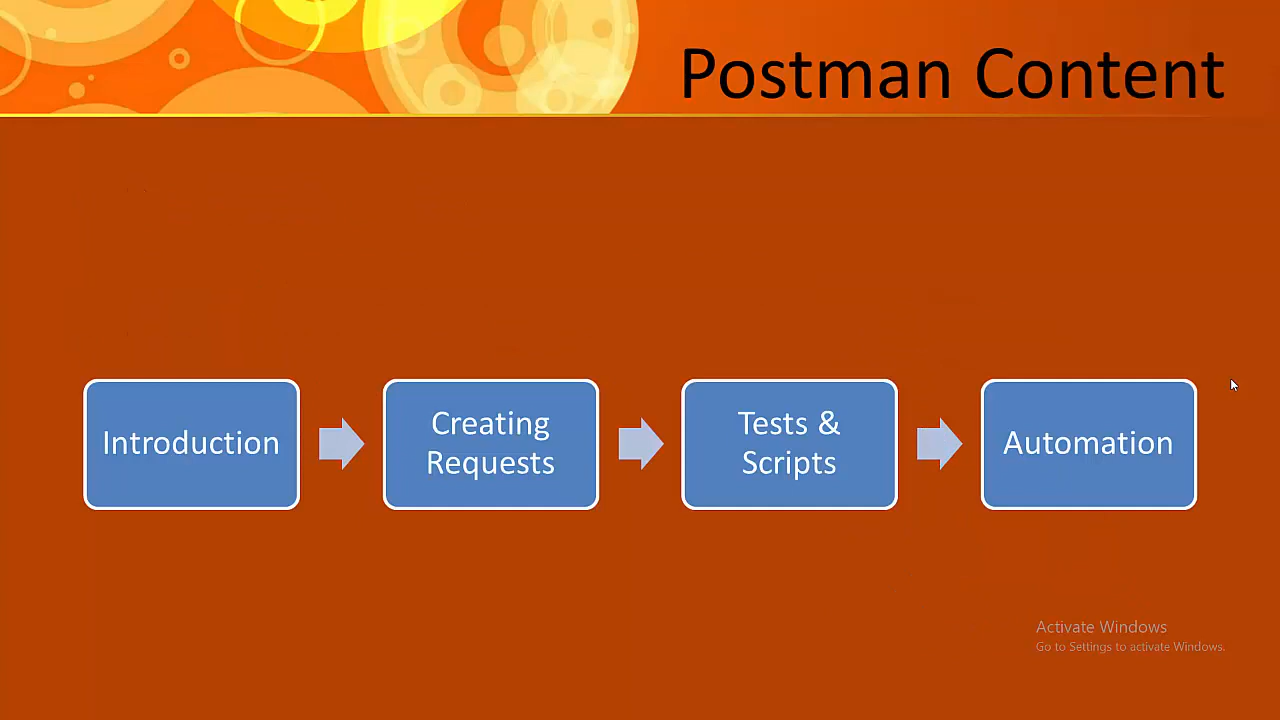 Postman Content
Introduction
Creating
Requests
Tests &
Scripts
Automation
Activate Windows
Go to Settings to activate Windows.